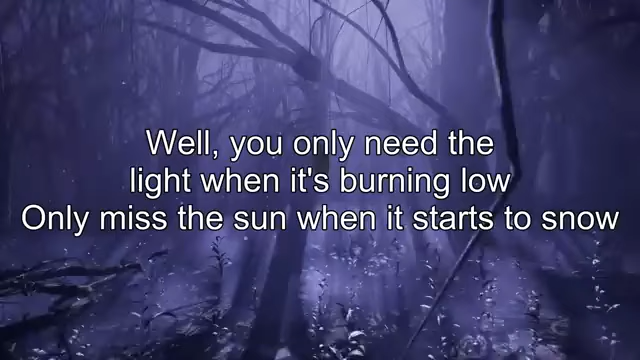 Well, you only need the
light when it's burning low
Only miss the sun when it starts to snow